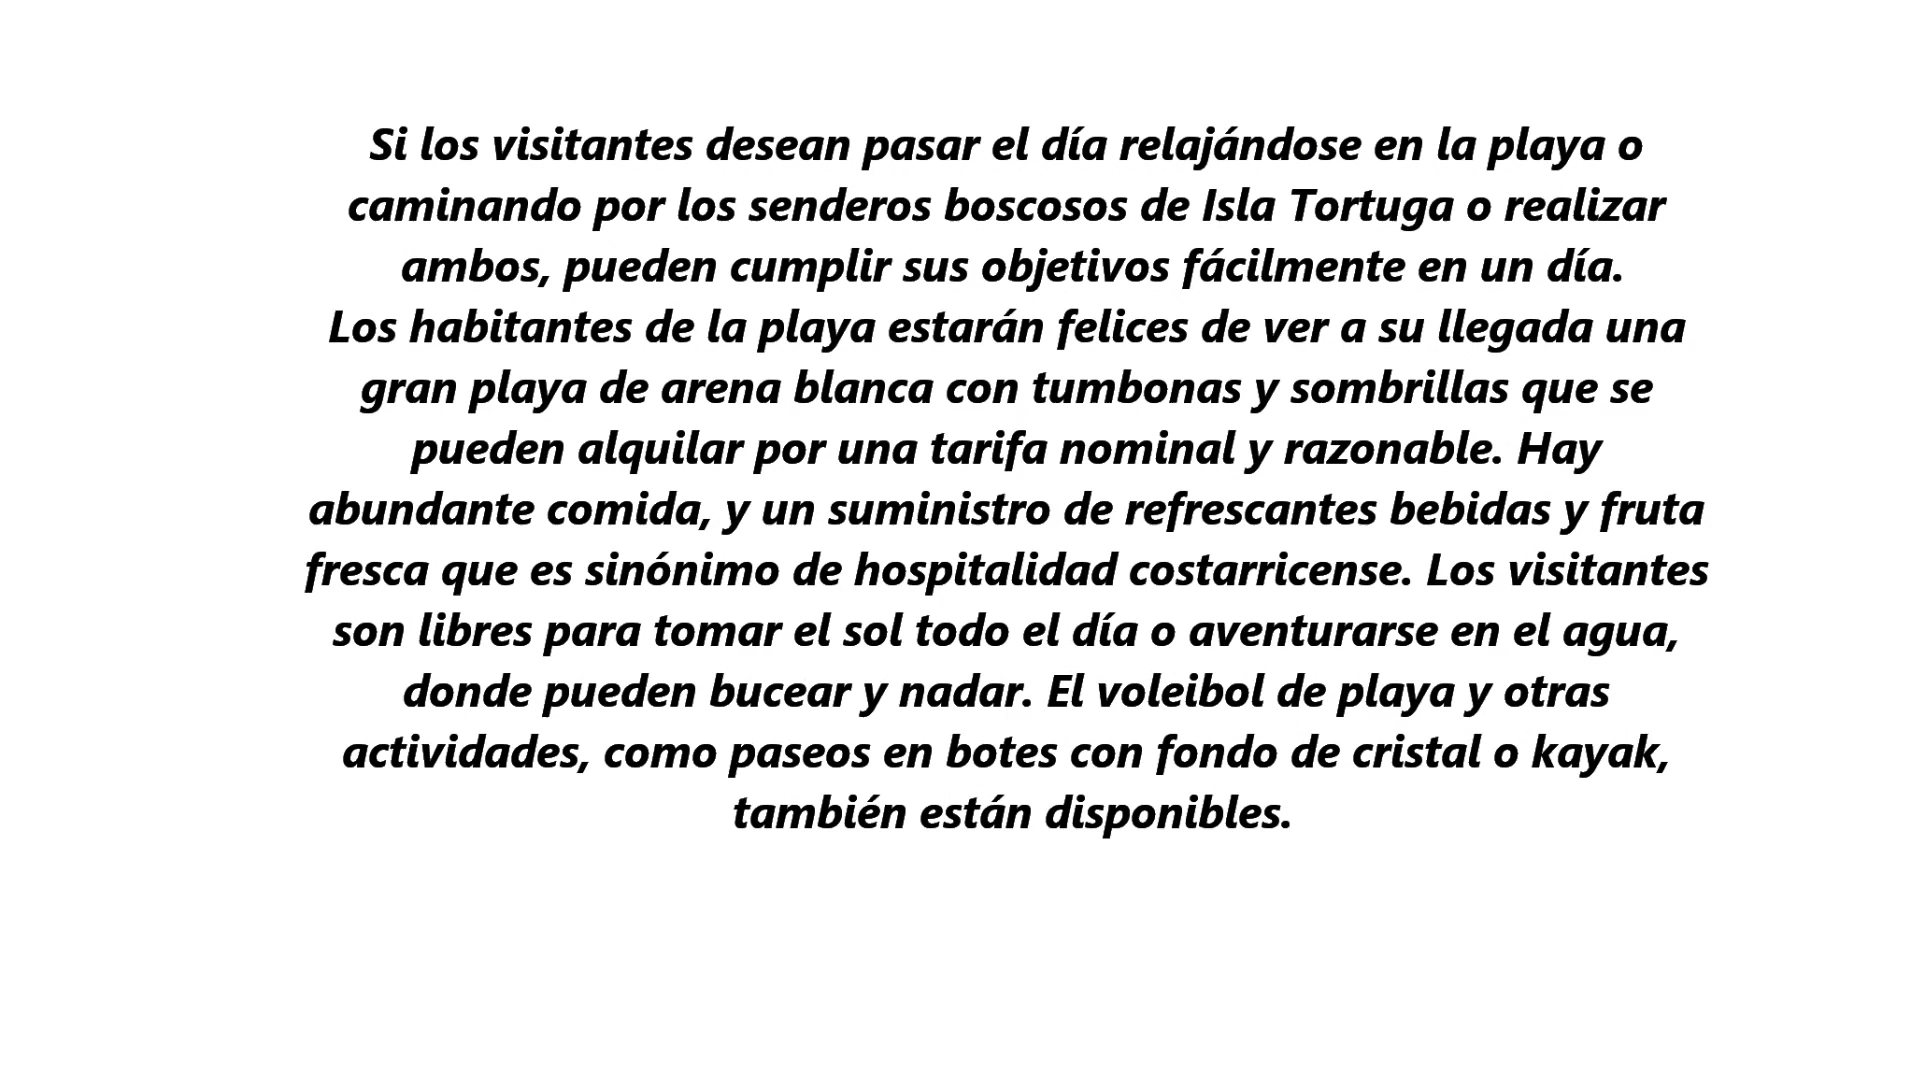 Si los visitantes desean pasar el día relajándose en la playa o
caminando por los senderos boscosos de Isla Tortuga o realizar
ambos, pueden cumplir sus objetivos fácilmente en un día.
Los habitantes de la playa estarán felices de ver a su llegada una
gran playa de arena blanca con tumbonas y sombrillas que se
pueden alquilar por una tarifa nominal y razonable. Hay
abundante comida, y un suministro de refrescantes bebidas y fruta
fresca que es sinónimo de hospitalidad costarricense. Los visitantes
son libres para tomar el sol todo el día o aventurarse en el agua,
donde pueden bucear y nadar. El voleibol de playa y otras
actividades, como paseos en botes con fondo de cristal o kayak,
también están disponibles.